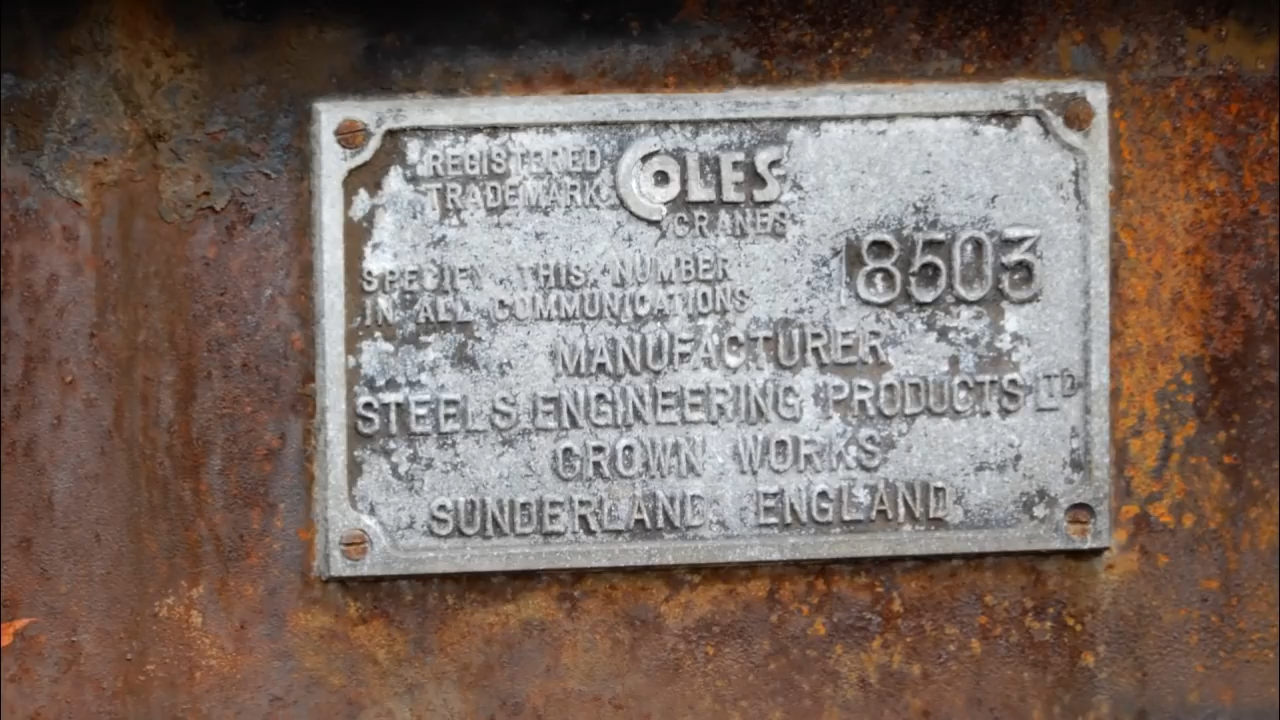 REGISTERED
TRADEMARK
COLES
CRANES
SPECIFY THIS NUMBER
IN ALL COMMUNICATIONS
18503
MANUFACTURER
STEELS ENGINEERING PRODUCTS LTD
CROWN WORKS
SUNDERLAND ENGLAND